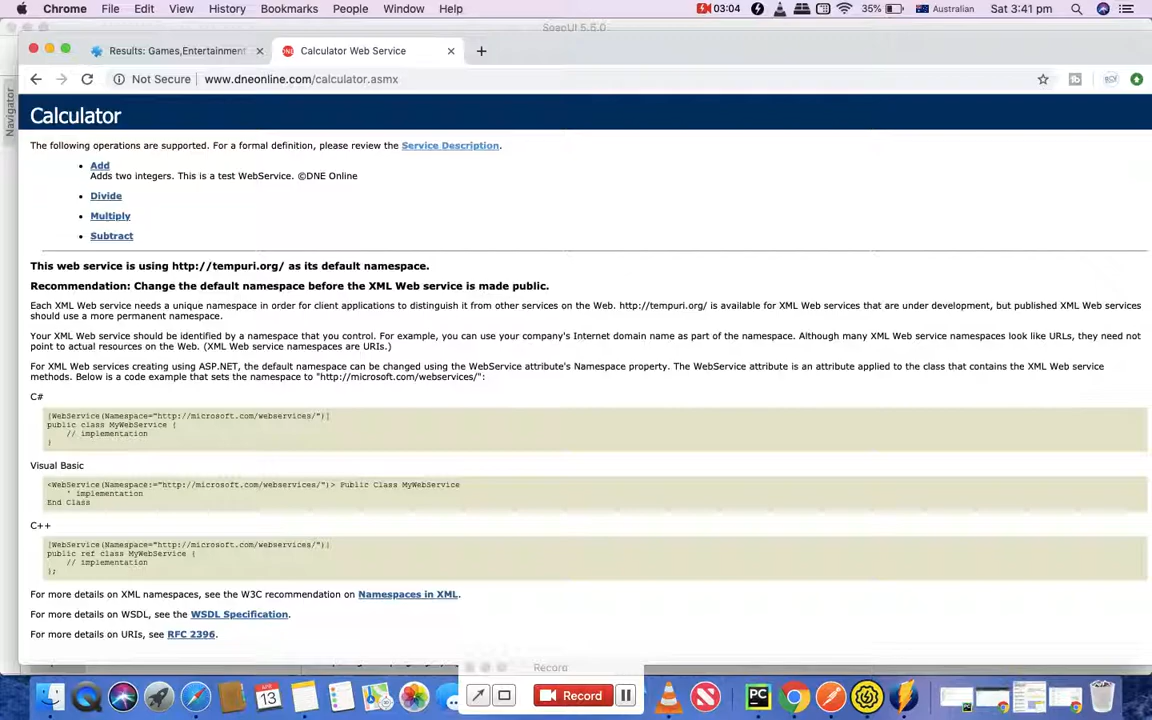 Chrome File Edit View History Bookmarks People Window Help 03:04 35% Australian Sat 3:41 pm
SoapUI 5.5.0
Results: Games,Entertainment Calculator Web Service
Not Secure www.dneonline.com/calculator.asmx
Navigator
Calculator
The following operations are supported. For a formal definition, please review the Service Description.
• Add
Adds two integers. This is a test WebService. ©DNE Online
• Divide
• Multiply
• Subtract
This web service is using http://tempuri.org/ as its default namespace.
Recommendation: Change the default namespace before the XML Web service is made public.
Each XML Web service needs a unique namespace in order for client applications to distinguish it from other services on the Web. http://tempuri.org/ is available for XML Web services that are under development, but published XML Web services
should use a more permanent namespace.
Your XML Web service should be identified by a namespace that you control. For example, you can use your company's Internet domain name as part of the namespace. Although many XML Web service namespaces look like URLs, they need not
point to actual resources on the Web. (XML Web service namespaces are URIs.)
For XML Web services creating using ASP.NET, the default namespace can be changed using the WebService attribute's Namespace property. The WebService attribute is an attribute applied to the class that contains the XML Web service
methods. Below is a code example that sets the namespace to "http://microsoft.com/webservices/":
C#
[WebService(Namespace="http://microsoft.com/webservices/")]
public class MyWebService {
// implementation
}
Visual Basic
<WebService(Namespace:="http://microsoft.com/webservices/")> Public Class MyWebService
' implementation
End Class
C++
[WebService(Namespace="http://microsoft.com/webservices/")]
public ref class MyWebService {
// implementation
};
For more details on XML namespaces, see the W3C recommendation on Namespaces in XML.
For more details on WSDL, see the WSDL Specification.
For more details on URIs, see RFC 2396.
Record
Record
APR
13
PC